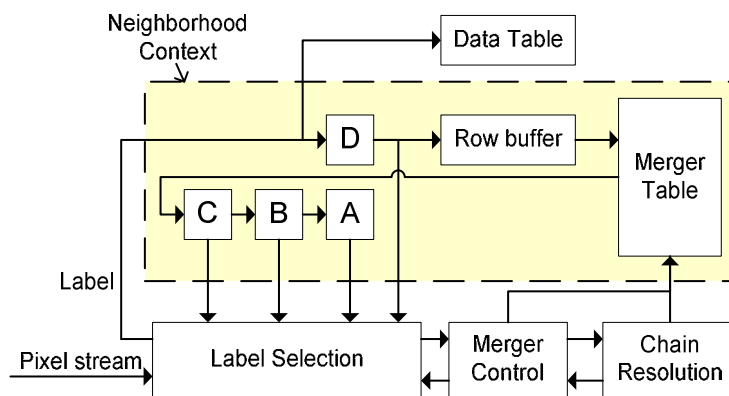 Neighborhood
Context
Data Table
D
Row buffer
Merger
Table
C
B
A
Label
Pixel stream
Label Selection
Merger
Control
Chain
Resolution